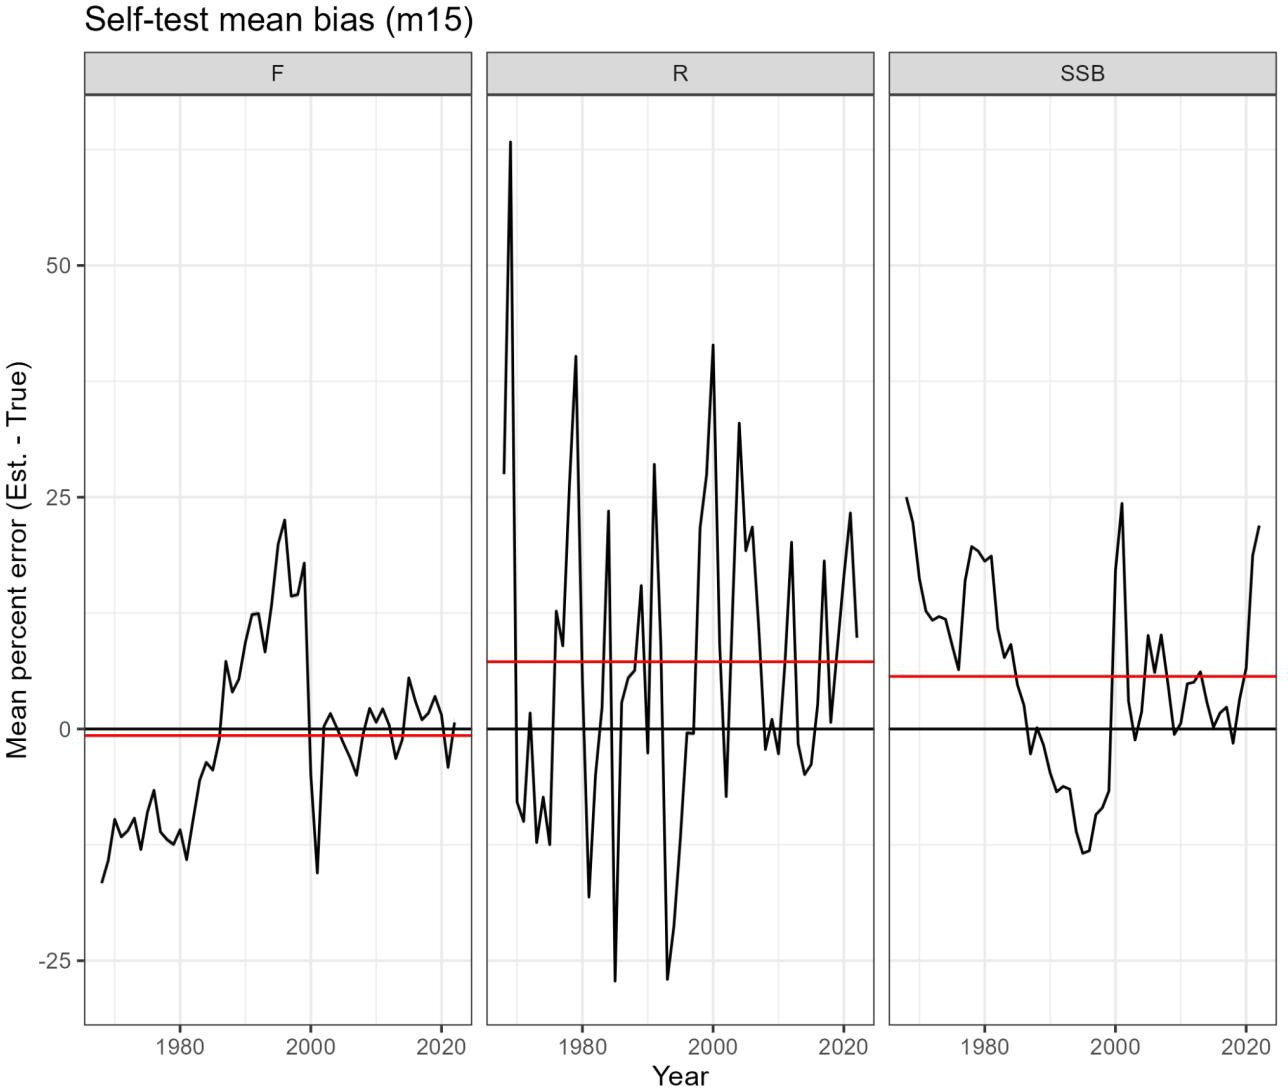 Self-test mean bias (m15)
F
R
SSB
Mean percent error (Est. - True)
50
25
0
-25
1980
2000
2020
1980
2000
2020
1980
2000
2020
Year